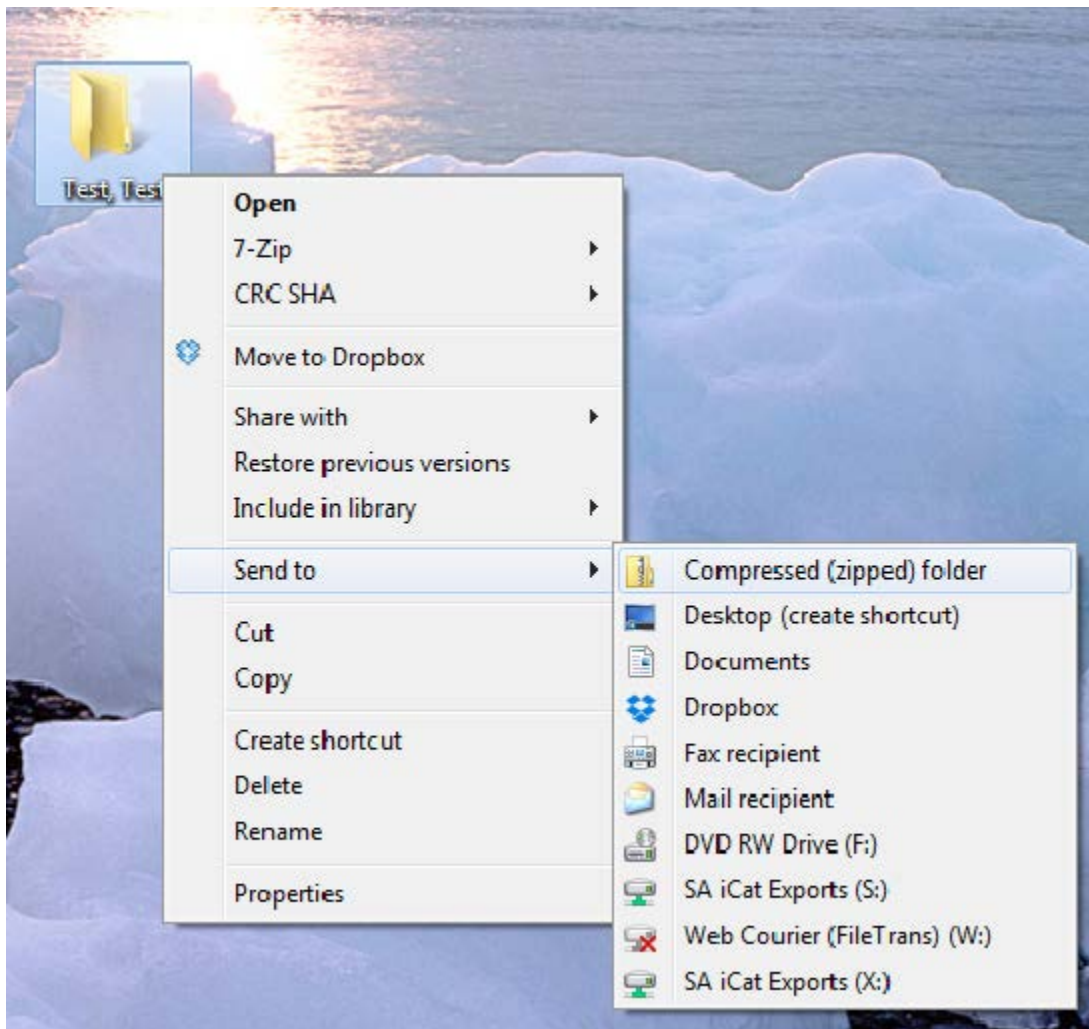 Test, Test
Open
7-Zip
CRC SHA
Move to Dropbox
Share with
Restore previous versions
Include in library
Send to
Cut
Copy
Create shortcut
Delete
Rename
Properties
Compressed (zipped) folder
Desktop (create shortcut)
Documents
Dropbox
Fax recipient
Mail recipient
DVD RW Drive (F:)
SA iCat Exports (S:)
Web Courier (FileTrans) (W:)
SA iCat Exports (X:)